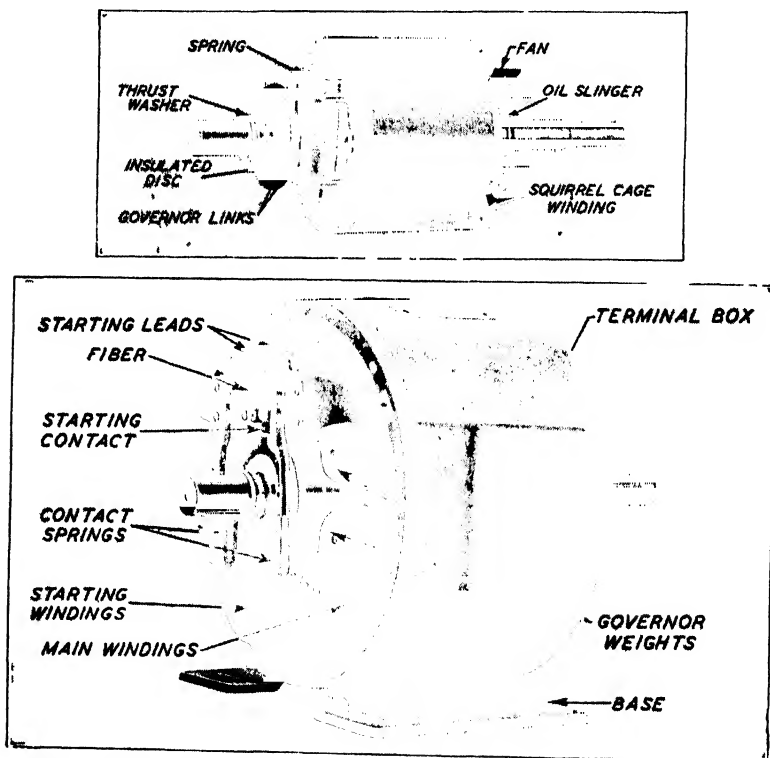 SPRING
FAN
THRUST
WASHER
OIL SLINGER
INSULATED
DISC
SQUIRREL CAGE
WINDING
GOVERNOR LINKS
STARTING LEADS
TERMINAL BOX
FIBER
STARTING
CONTACT
CONTACT
SPRINGS
STARTING
WINDINGS
GOVERNOR
WEIGHTS
MAIN WINDINGS
BASE